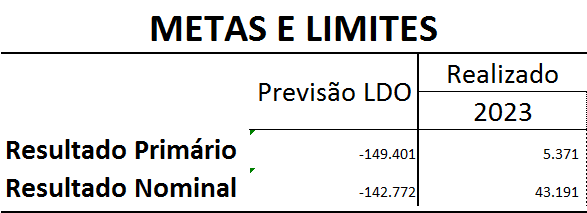 METAS E LIMITES
Previsão LDO Realizado
2023
Resultado Primário -149.401 5.371
Resultado Nominal -142.772 43.191